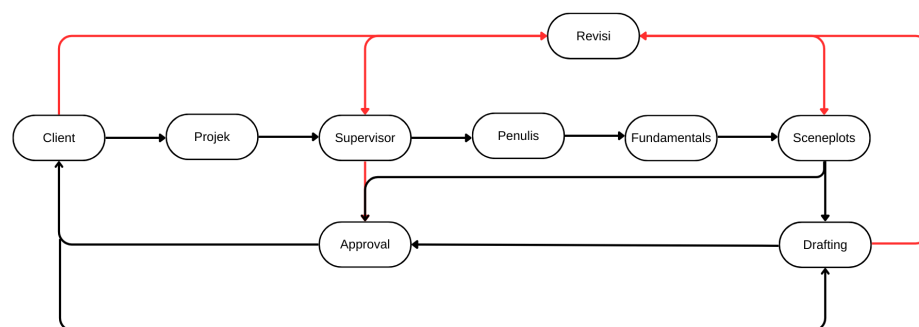 Revisi
Client
Projek
Supervisor
Penulis
Fundamentals
Sceneplots
Approval
Drafting